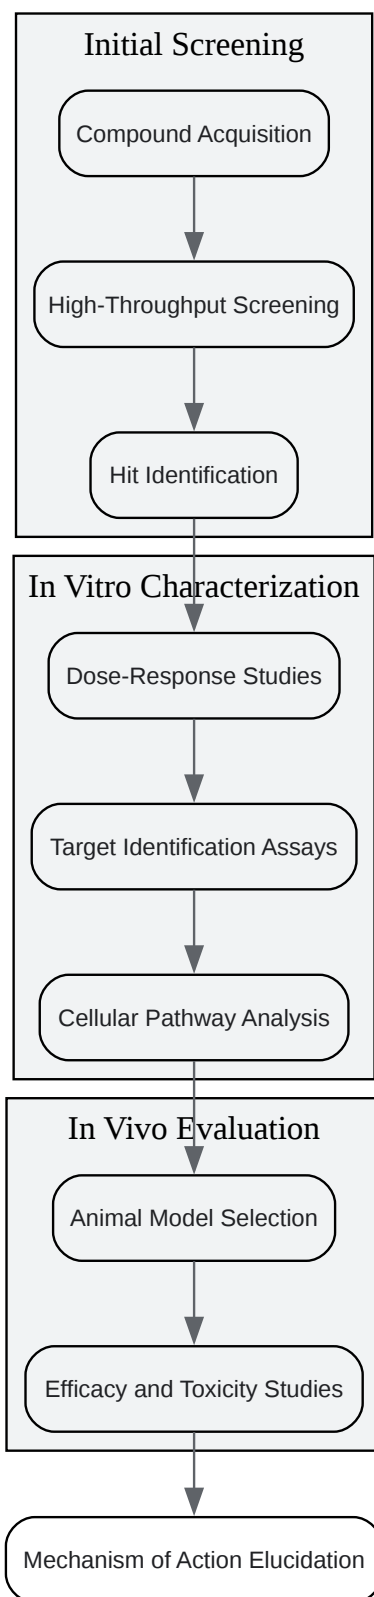 Initial Screening
Compound Acquisition
High-Throughput Screening
Hit Identification
In Vitro Characterization
Dose-Response Studies
Target Identification Assays
Cellular Pathway Analysis
In Vivo Evaluation
Animal Model Selection
Efficacy and Toxicity Studies
Mechanism of Action Elucidation